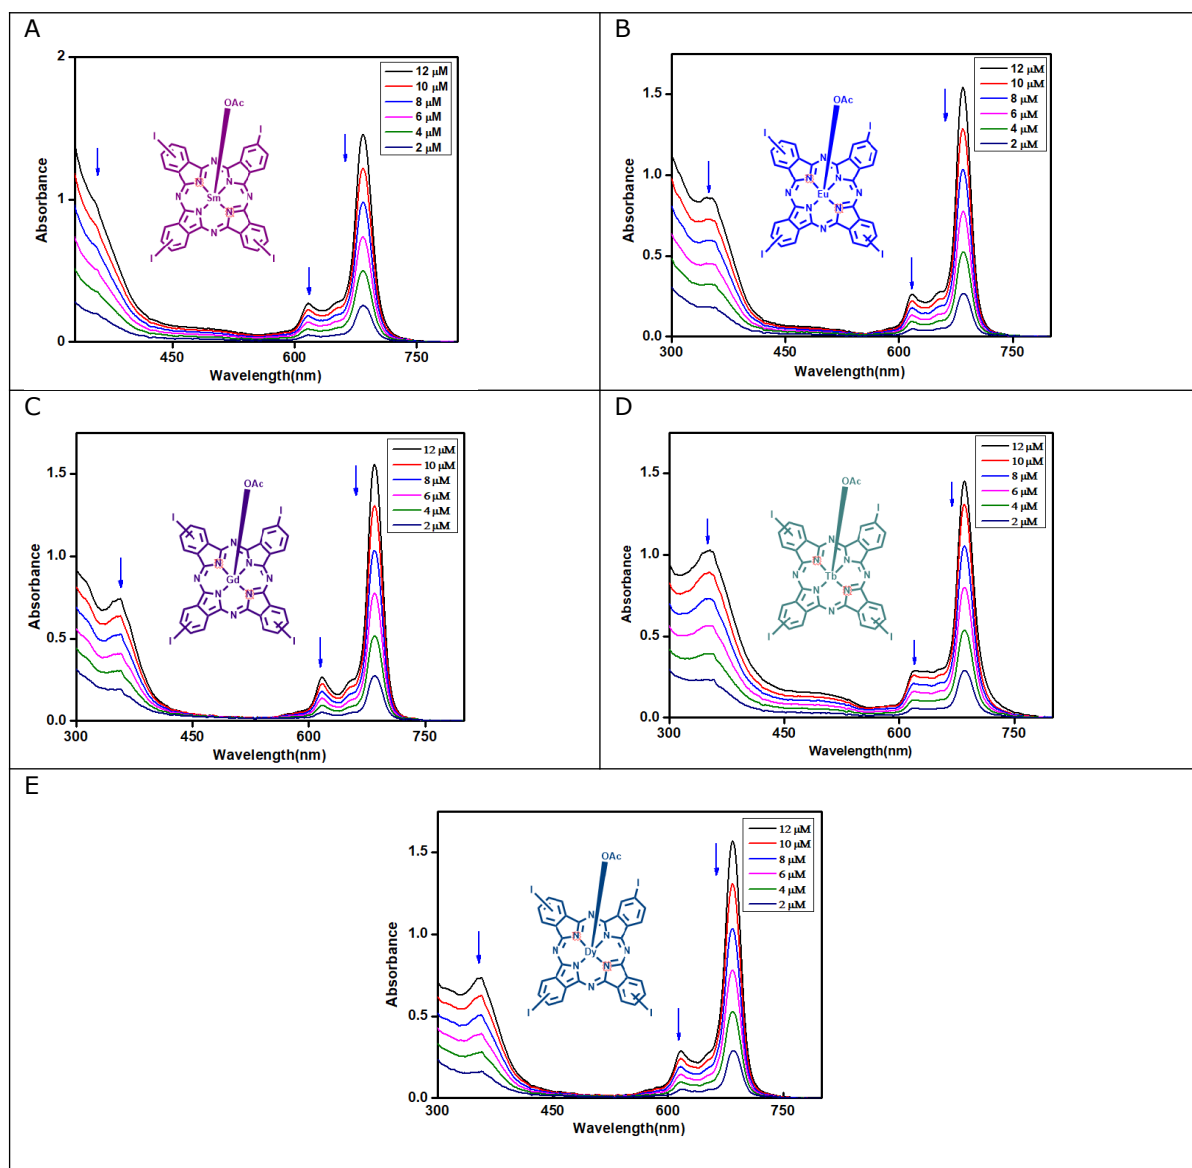 A
2
1
0
450
600
750
Absorbance
Wavelength(nm)
12 μM
10 μM
8 μM
6 μM
4 μM
2 μM
OAc
I
I
N
N
N
N
Sm
N
N
N
N
I
I
B
1.5
1.0
0.5
0.0
300
450
600
750
Absorbance
Wavelength(nm)
12 μM
10 μM
8 μM
6 μM
4 μM
2 μM
OAc
I
I
N
N
N
N
Eu
N
N
N
N
I
I
C
1.5
1.0
0.5
0.0
300
450
600
750
Absorbance
Wavelength(nm)
12 μM
10 μM
8 μM
6 μM
4 μM
2 μM
OAc
I
I
N
N
N
N
Gd
N
N
N
N
I
I
D
1.5
1.0
0.5
0.0
300
450
600
750
Absorbance
Wavelength(nm)
12 μM
10 μM
8 μM
6 μM
4 μM
2 μM
OAc
I
I
N
N
N
N
Tb
N
N
N
N
I
I
E
1.5
1.0
0.5
0.0
300
450
600
750
Absorbance
Wavelength(nm)
12 μM
10 μM
8 μM
6 μM
4 μM
2 μM
OAc
I
I
N
N
N
N
Dy
N
N
N
N
I
I